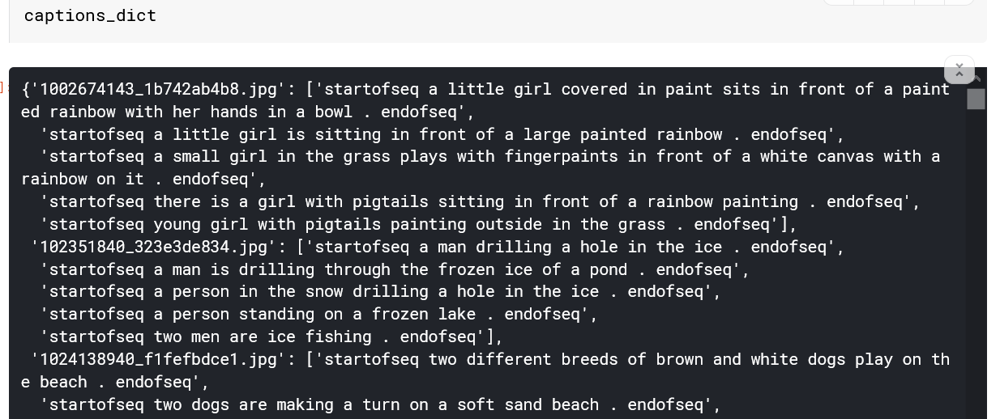 captions_dict
{'1002674143_1b742ab4b8.jpg': ['startofseq a little girl covered in paint sits in front of a paint
ed rainbow with her hands in a bowl . endofseq',
'startofseq a little girl is sitting in front of a large painted rainbow . endofseq',
'startofseq a small girl in the grass plays with fingerpaints in front of a white canvas with a
rainbow on it . endofseq',
'startofseq there is a girl with pigtails sitting in front of a rainbow painting . endofseq',
'startofseq young girl with pigtails painting outside in the grass . endofseq'],
'102351840_323e3de834.jpg': ['startofseq a man drilling a hole in the ice . endofseq',
'startofseq a man is drilling through the frozen ice of a pond . endofseq',
'startofseq a person in the snow drilling a hole in the ice . endofseq',
'startofseq a person standing on a frozen lake . endofseq',
'startofseq two men are ice fishing . endofseq'],
'1024138940_f1fefbdce1.jpg': ['startofseq two different breeds of brown and white dogs play on th
e beach . endofseq',
'startofseq two dogs are making a turn on a soft sand beach . endofseq',